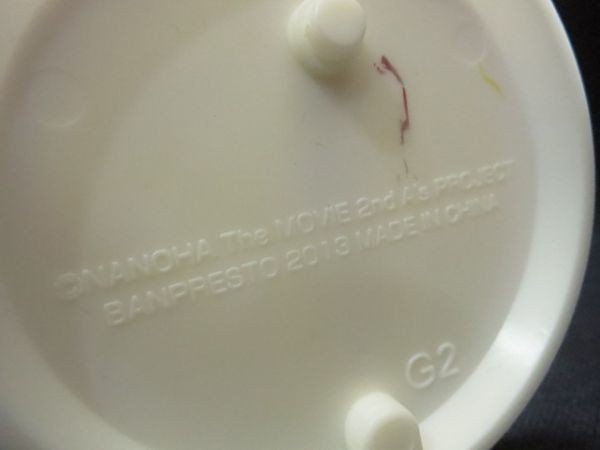 ©NANOHA The MOVIE 2nd A's PROJECT
BANPRESTO 2013 MADE IN CHINA
G2